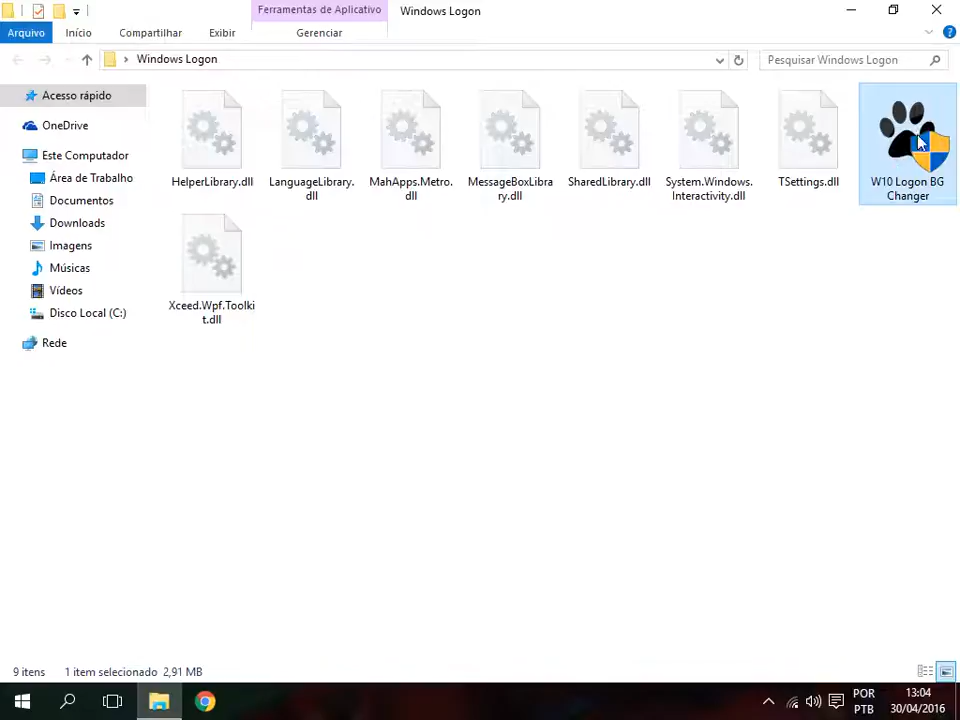 Ferramentas de Aplicativo
Windows Logon
Arquivo
Início
Compartilhar
Exibir
Gerenciar
Windows Logon
Pesquisar Windows Logon
Acesso rápido
OneDrive
Este Computador
Área de Trabalho
Documentos
Downloads
Imagens
Músicas
Vídeos
Disco Local (C:)
Rede
HelperLibrary.dll
LanguageLibrary.
dll
MahApps.Metro.
dll
MessageBoxLibra
ry.dll
SharedLibrary.dll
System.Windows.
Interactivity.dll
TSettings.dll
W10 Logon BG
Changer
Xceed.Wpf.Toolki
t.dll
9 itens
1 item selecionado 2,91 MB
POR
PTB
13:04
30/04/2016